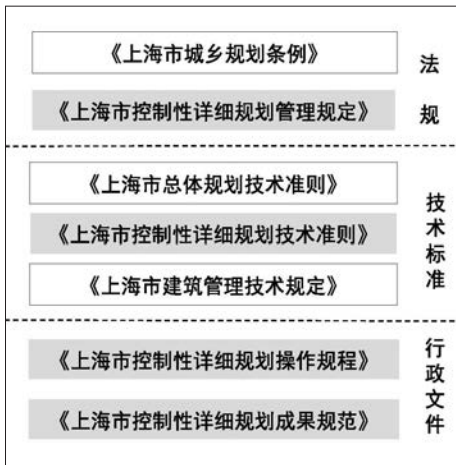 《上海市城乡规划条例》
《上海市控制性详细规划管理规定》
法规
《上海市总体规划技术准则》
《上海市控制性详细规划技术准则》
《上海市建筑管理技术规定》
技术标准
《上海市控制性详细规划操作规程》
《上海市控制性详细规划成果规范》
行政文件